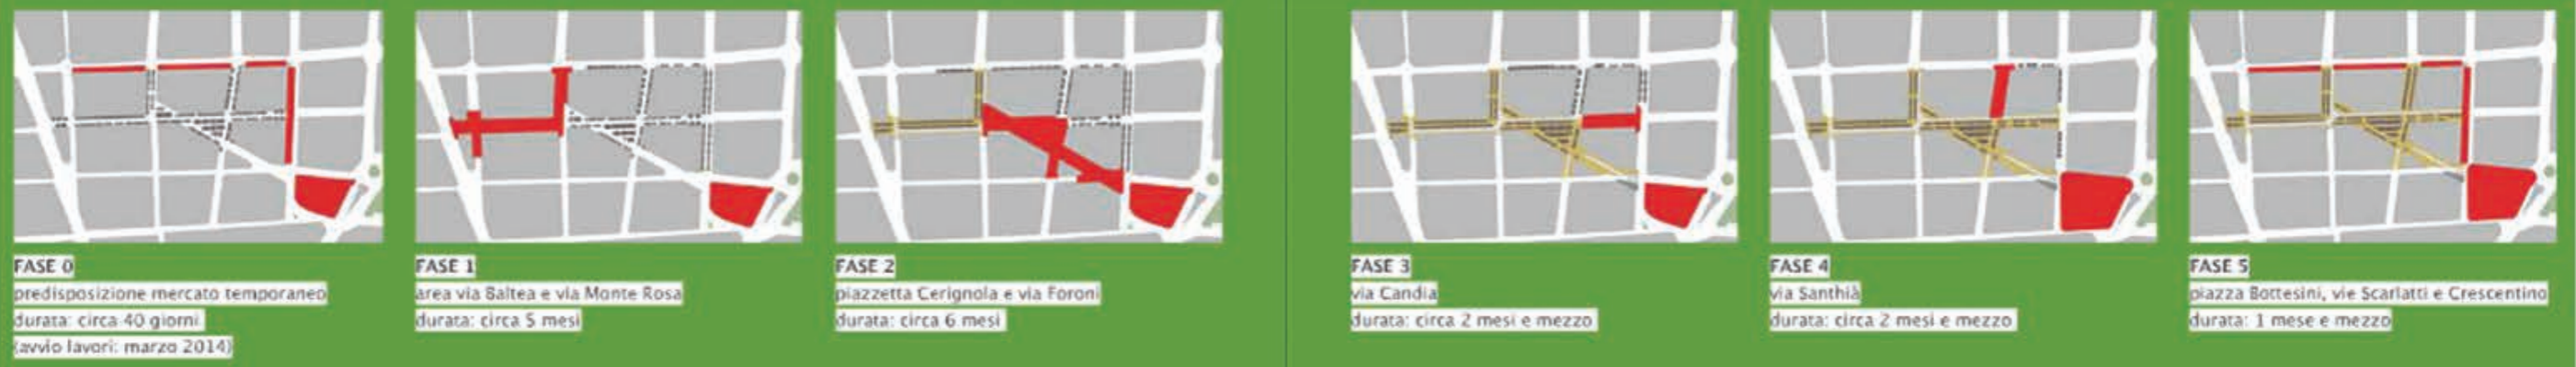 FASE 0
predisposizione mercato temporaneo
durata: circa 40 giorni
(avvio lavori: marzo 2014)
FASE 1
area via Baltea e via Monte Rosa
durata: circa 5 mesi
FASE 2
piazzetta Cerignola e via Foroni
durata: circa 6 mesi
FASE 3
via Candia
durata: circa 2 mesi e mezzo
FASE 4
via Santhià
durata: circa 2 mesi e mezzo
FASE 5
piazza Bottesini, vie Scarlatti e Crescentino
durata: 1 mese e mezzo